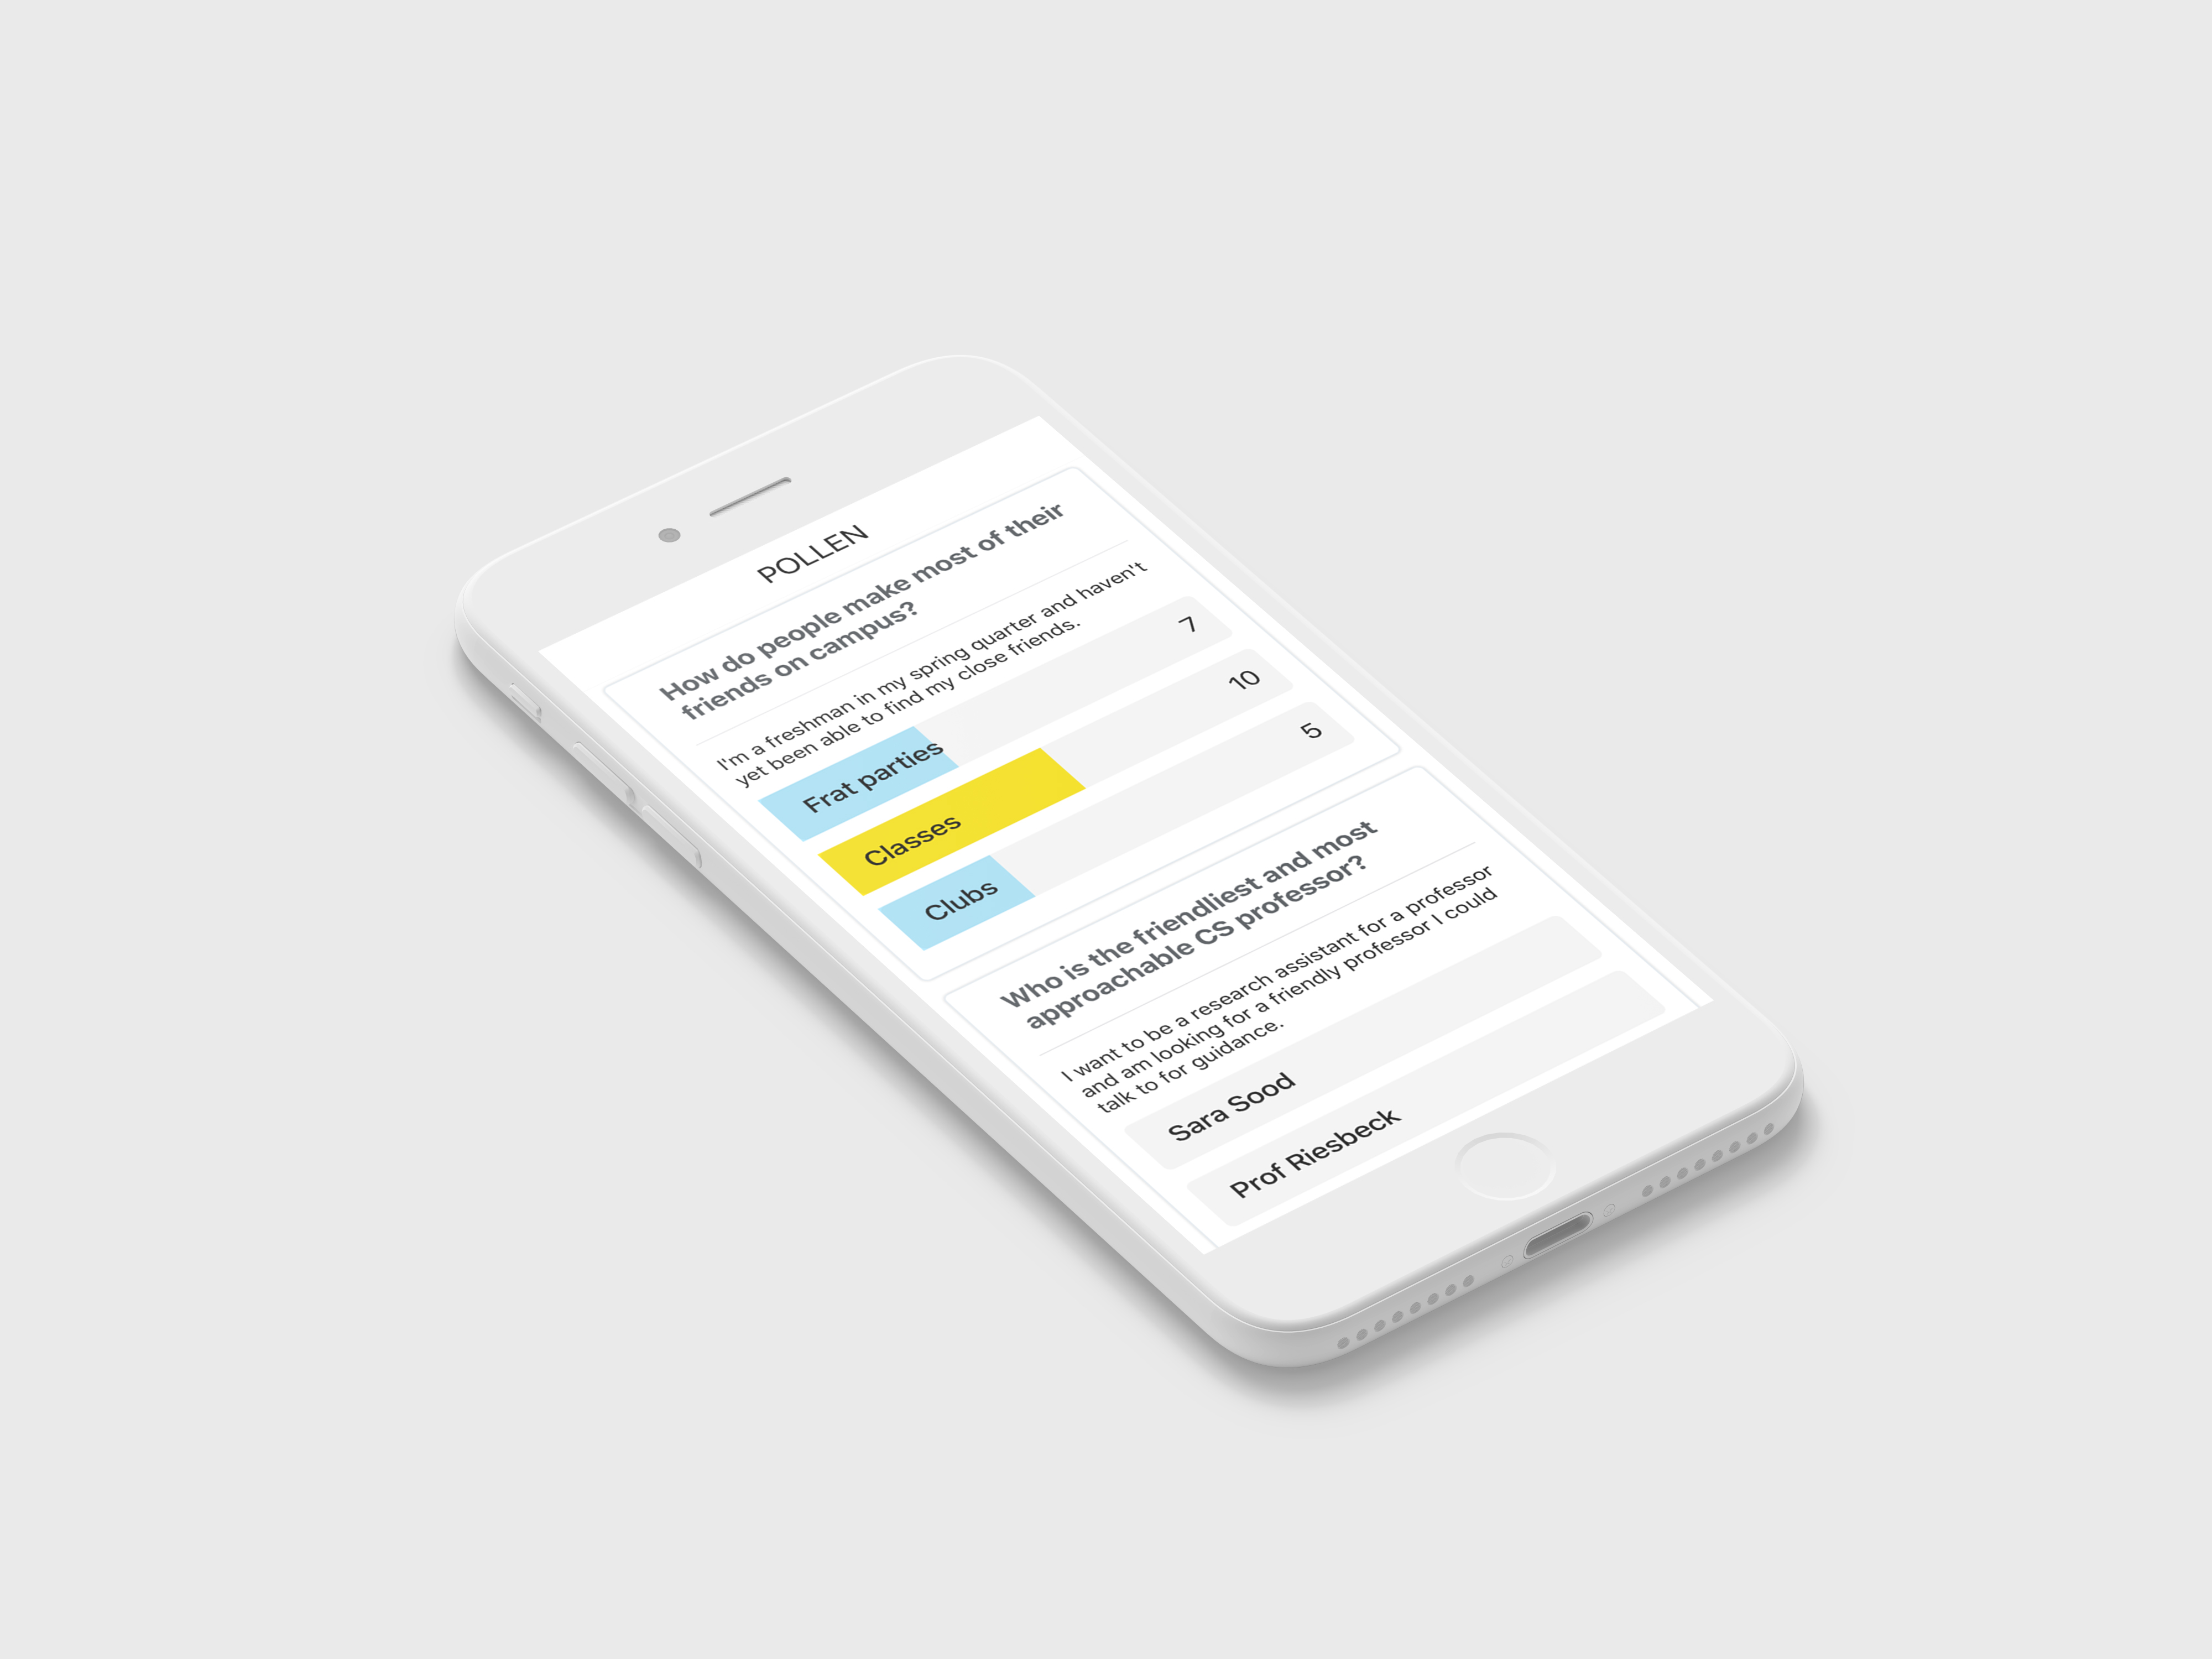 POLLEN
How do people make most of their
friends on campus?
I'm a freshman in my spring quarter and haven't
yet been able to find my close friends.
Frat parties 7
Classes 10
Clubs 5
Who is the friendliest and most
approachable CS professor?
I want to be a research assistant for a professor
and am looking for a friendly professor I could
talk to for guidance.
Sara Sood
Prof Riesbeck